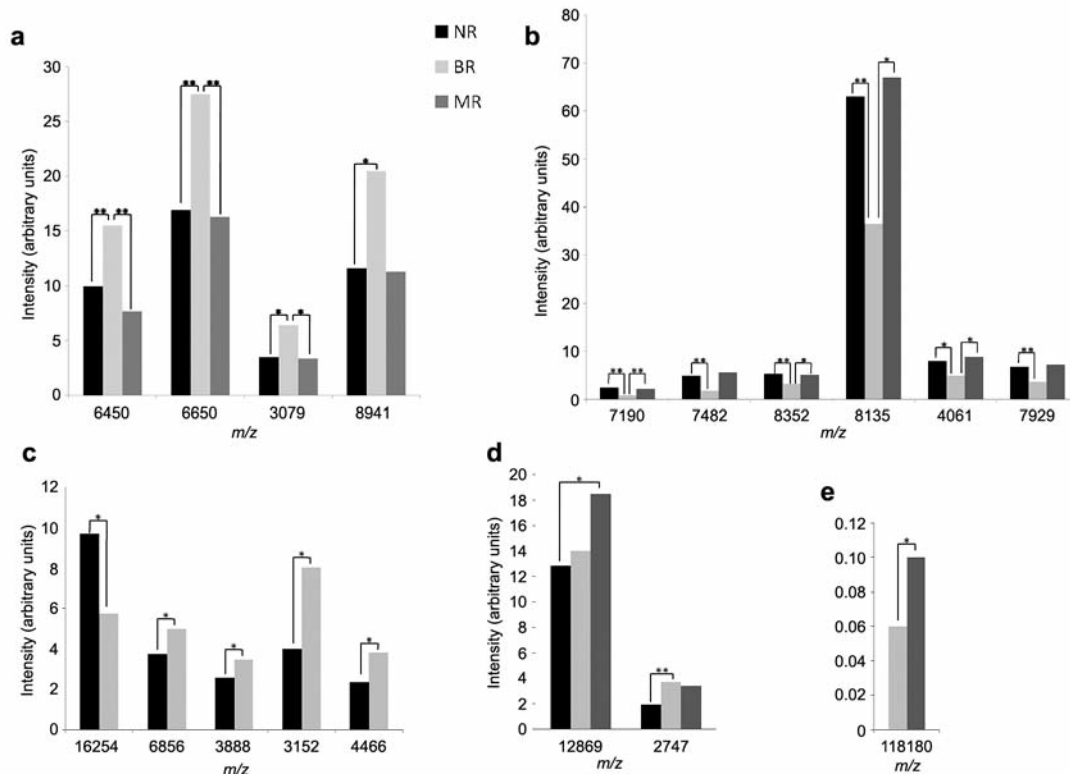 a
NR
BR
MR
Intensity (arbitrary units)
30
25
20
15
10
5
0
** ** ** ** * * *
6450 6650 3079 8941
m/z
b
Intensity (arbitrary units)
80
70
60
50
40
30
20
10
0
** ** ** ** * ** * * * **
7190 7482 8352 8135 4061 7929
m/z
c
Intensity (arbitrary units)
12
10
8
6
4
2
0
* * * * *
16254 6856 3888 3152 4466
m/z
d
Intensity (arbitrary units)
20
18
16
14
12
10
8
6
4
2
0
* **
12869 2747
m/z
e
0.12
0.10
0.08
0.06
0.04
0.02
0.00
*
118180
m/z